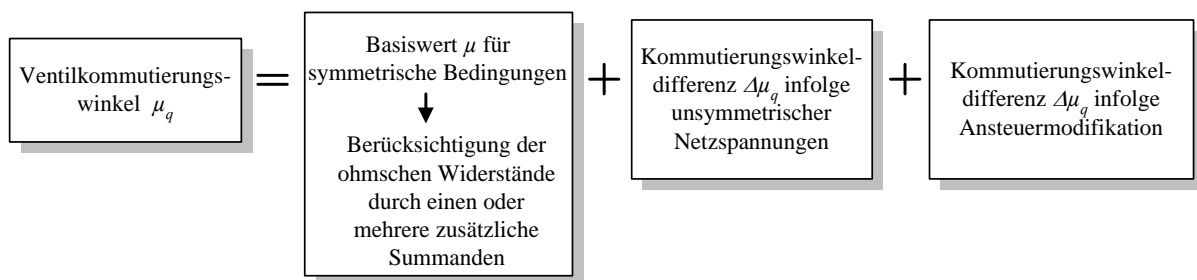 Ventilkommutierungs-
winkel μq
=
Basiswert μ für
symmetrische Bedingungen
Berücksichtigung der
ohmschen Widerstände
durch einen oder
mehrere zusätzliche
Summanden
+
Kommutierungswinkel-
differenz Δμq infolge
unsymmetrischer
Netzspannungen
+
Kommutierungswinkel-
differenz Δμq infolge
Ansteuermodifikation